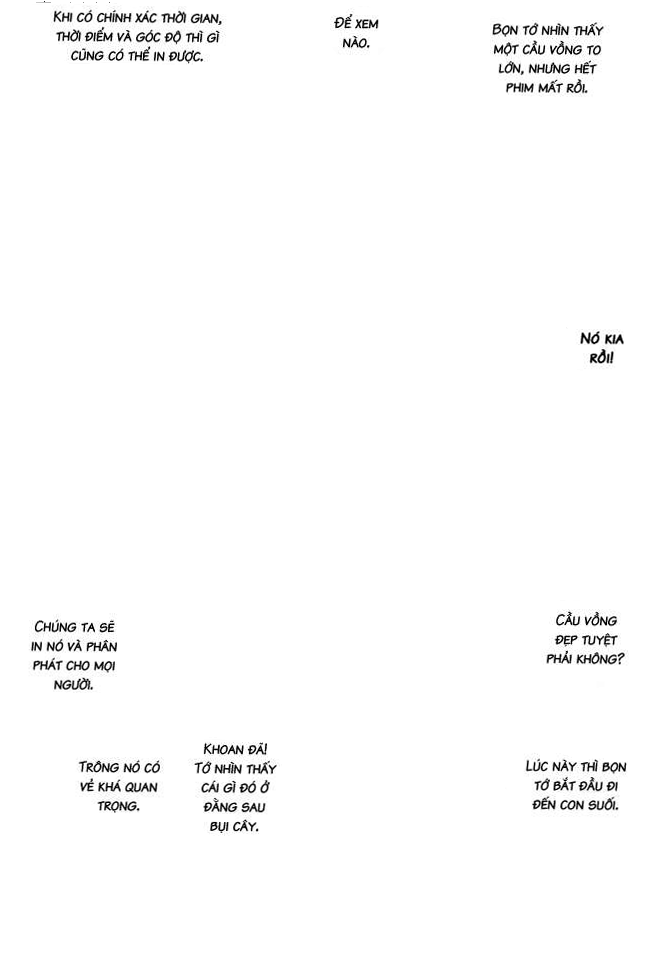 Bọn tớ nhìn thấy
một cầu vồng to
lớn, nhưng hết
phim mất rồi.
Để xem
nào.
Khi có chính xác thời gian,
thời điểm và góc độ thì gì
cũng có thể in được.
Nó kia
rồi!
Cầu vồng
đẹp tuyệt
phải không?
Chúng ta sẽ
in nó và phân
phát cho mọi
người.
Lúc này thì bọn
tớ bắt đầu đi
đến con suối.
Khoan đã!
Tớ nhìn thấy
cái gì đó ở
đằng sau
bụi cây.
Trông nó có
vẻ khá quan
trọng.